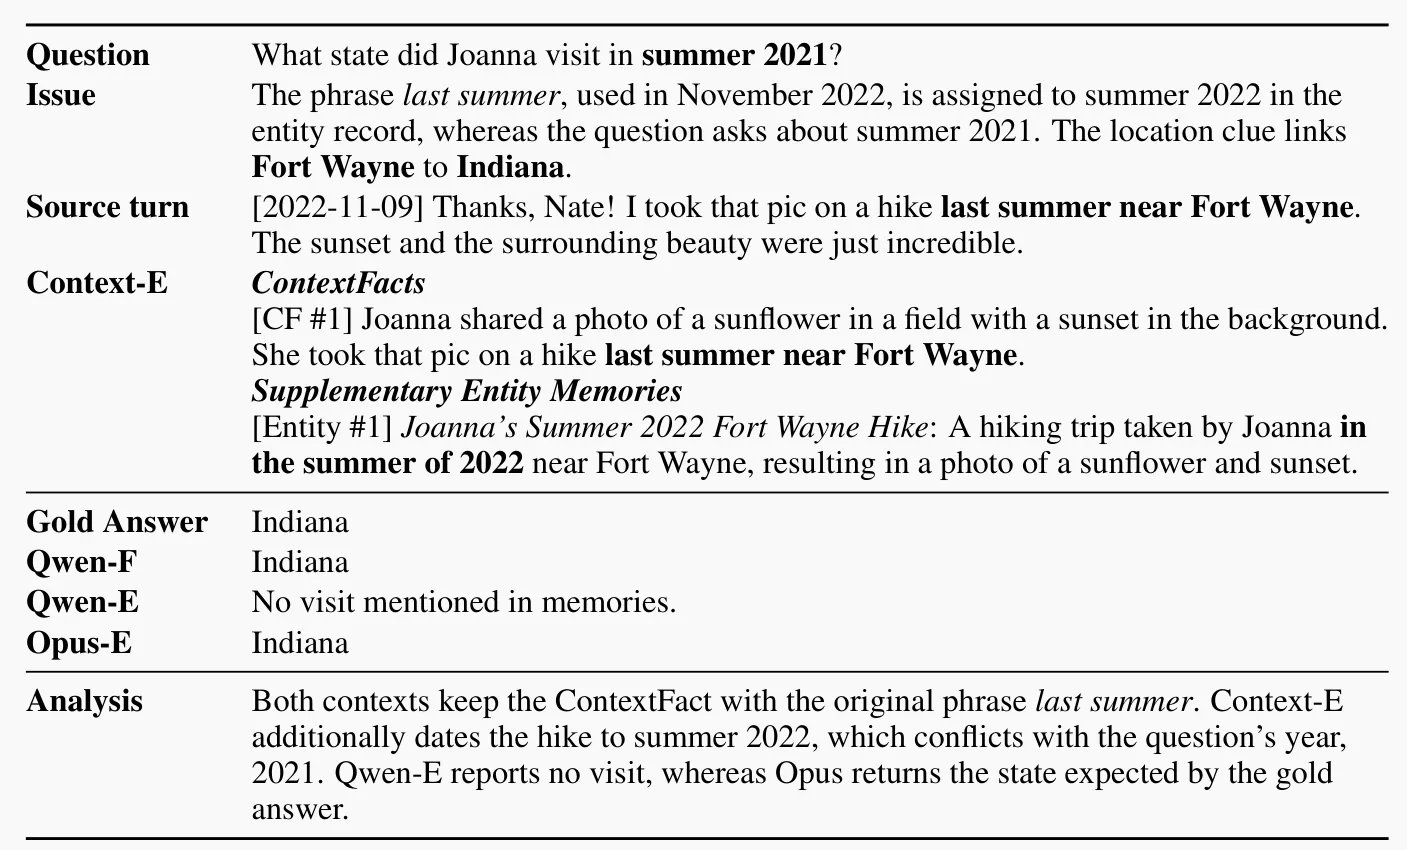 Question What state did Joanna visit in summer 2021?
Issue The phrase last summer, used in November 2022, is assigned to summer 2022 in the
entity record, whereas the question asks about summer 2021. The location clue links
Fort Wayne to Indiana.
Source turn [2022-11-09] Thanks, Nate! I took that pic on a hike last summer near Fort Wayne.
The sunset and the surrounding beauty were just incredible.
Context-E ContextFacts
[CF #1] Joanna shared a photo of a sunflower in a field with a sunset in the background.
She took that pic on a hike last summer near Fort Wayne.
Supplementary Entity Memories
[Entity #1] Joanna’s Summer 2022 Fort Wayne Hike: A hiking trip taken by Joanna in
the summer of 2022 near Fort Wayne, resulting in a photo of a sunflower and sunset.
Gold Answer Indiana
Qwen-F Indiana
Qwen-E No visit mentioned in memories.
Opus-E Indiana
Analysis Both contexts keep the ContextFact with the original phrase last summer. Context-E
additionally dates the hike to summer 2022, which conflicts with the question’s year,
2021. Qwen-E reports no visit, whereas Opus returns the state expected by the gold
answer.